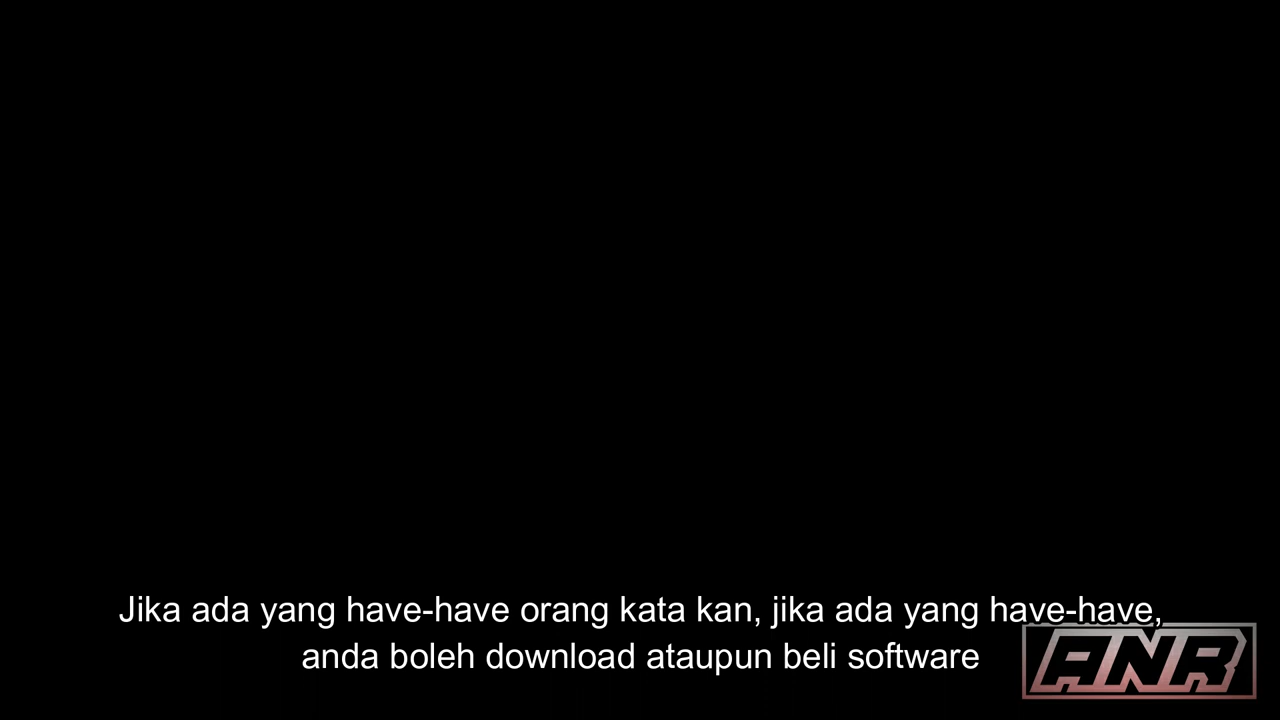 Jika ada yang have-have orang kata kan, jika ada yang have-have,
anda boleh download ataupun beli software
ANR